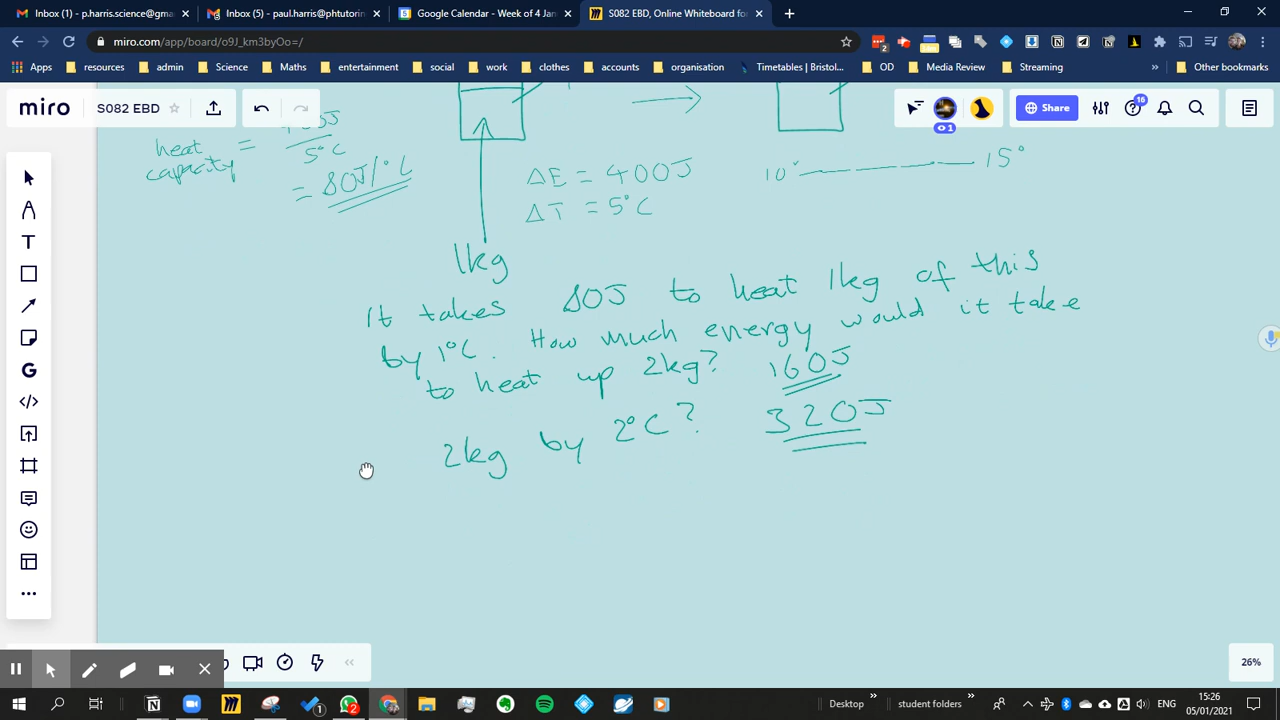 Inbox (1) - p.harris.science@gm
Inbox (5) - paul.harris@phtutorin
Google Calendar - Week of 4 Jan
S082 EBD, Online Whiteboard for
miro.com/app/board/o9J_km3byOo=/
Apps
resources
admin
Science
Maths
entertainment
social
work
clothes
accounts
organisation
Timetables | Bristol...
OD
Media Review
Streaming
»
Other bookmarks
miro
S082 EBD
Share
16
1
heat capacity =
5°C
= 80J/°C
ΔE = 400J
ΔT = 5°C
10°
15°
1kg
It takes 80J to heat 1kg of this
by 1°C. How much energy would it take
to heat up 2kg? 160J
2kg by 2°C? 320J
26%
Desktop
student folders
ENG
15:26
05/01/2021